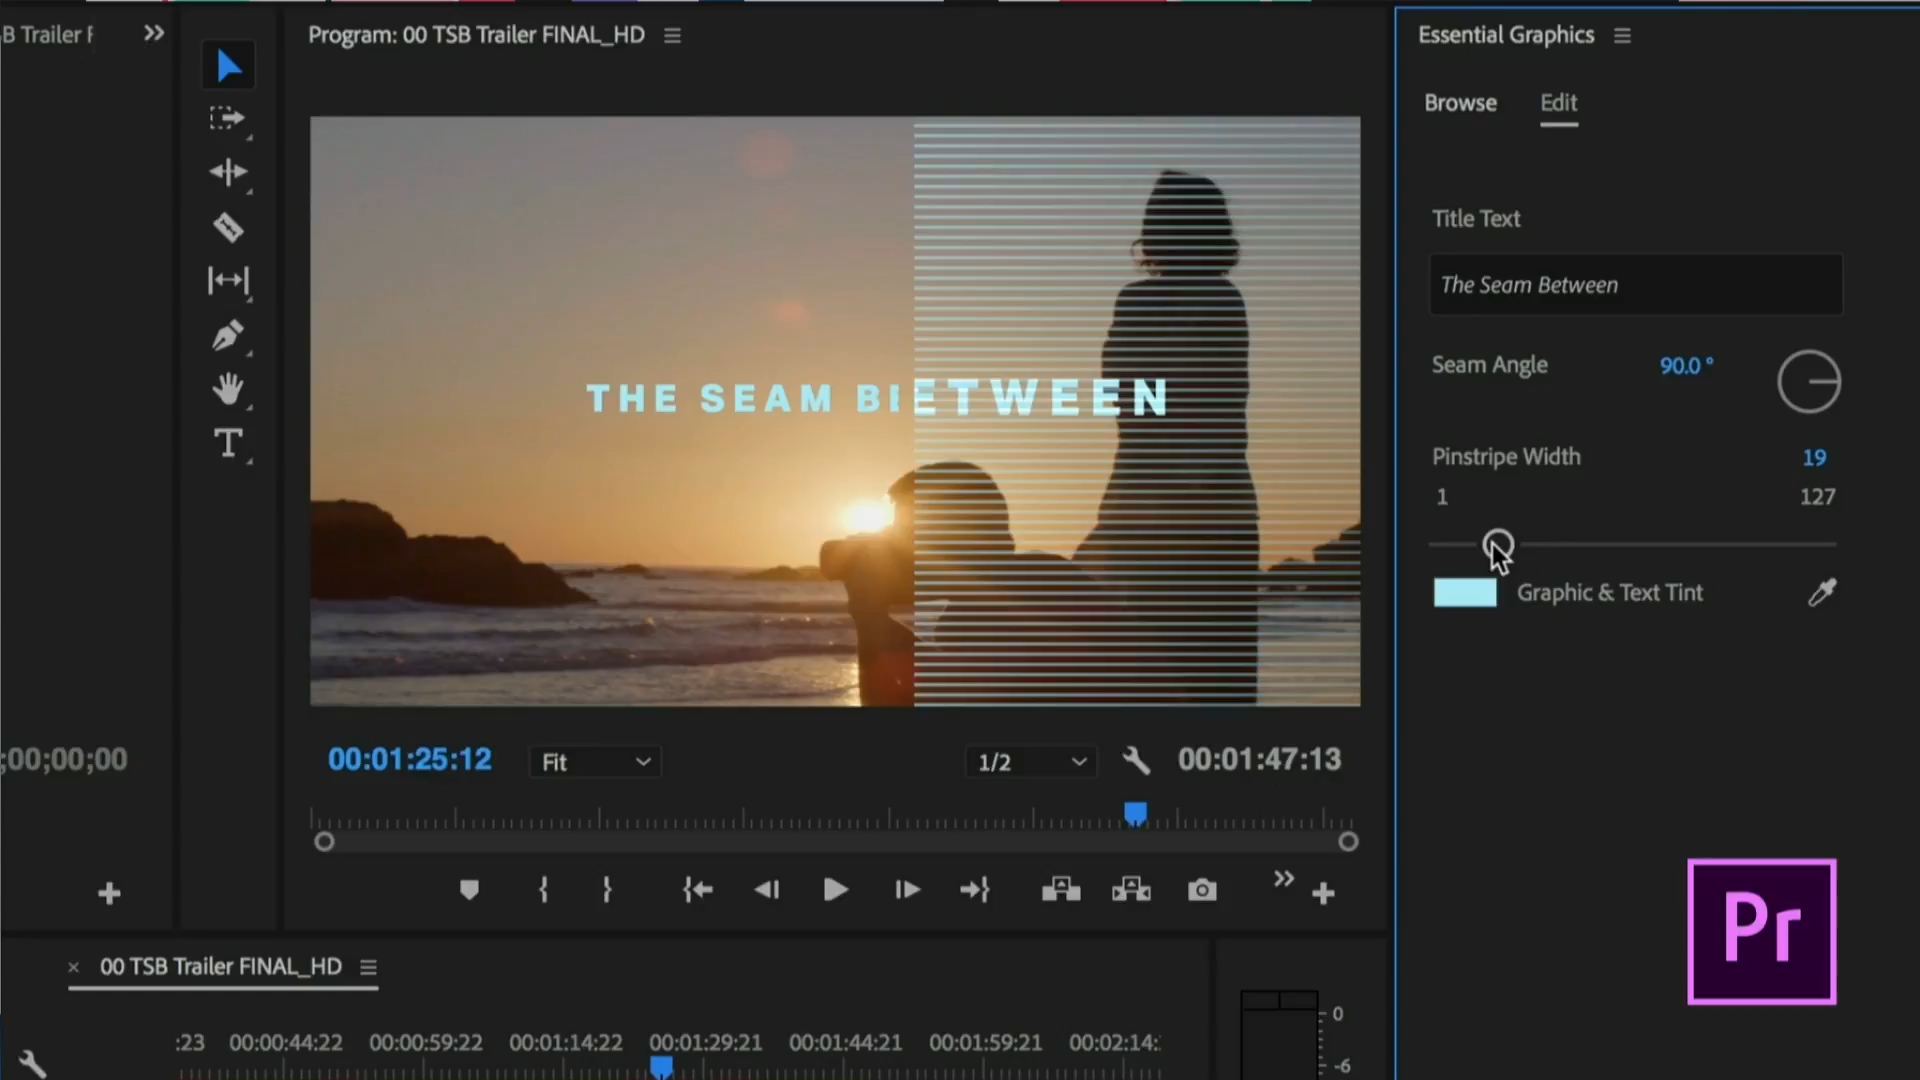 B Trailer F
Program: 00 TSB Trailer FINAL_HD
Essential Graphics
Browse Edit
Title Text
The Seam Between
Seam Angle 90.0°
THE SEAM BIETWEEN
Pinstripe Width 19
1 127
Graphic & Text Tint
;00;00;00
00:01:25:12 Fit 1/2 00:01:47:13
Pr
× 00 TSB Trailer FINAL_HD
0
:23 00:00:44:22 00:00:59:22 00:01:14:22 00:01:29:21 00:01:44:21 00:01:59:21 00:02:14:
-6